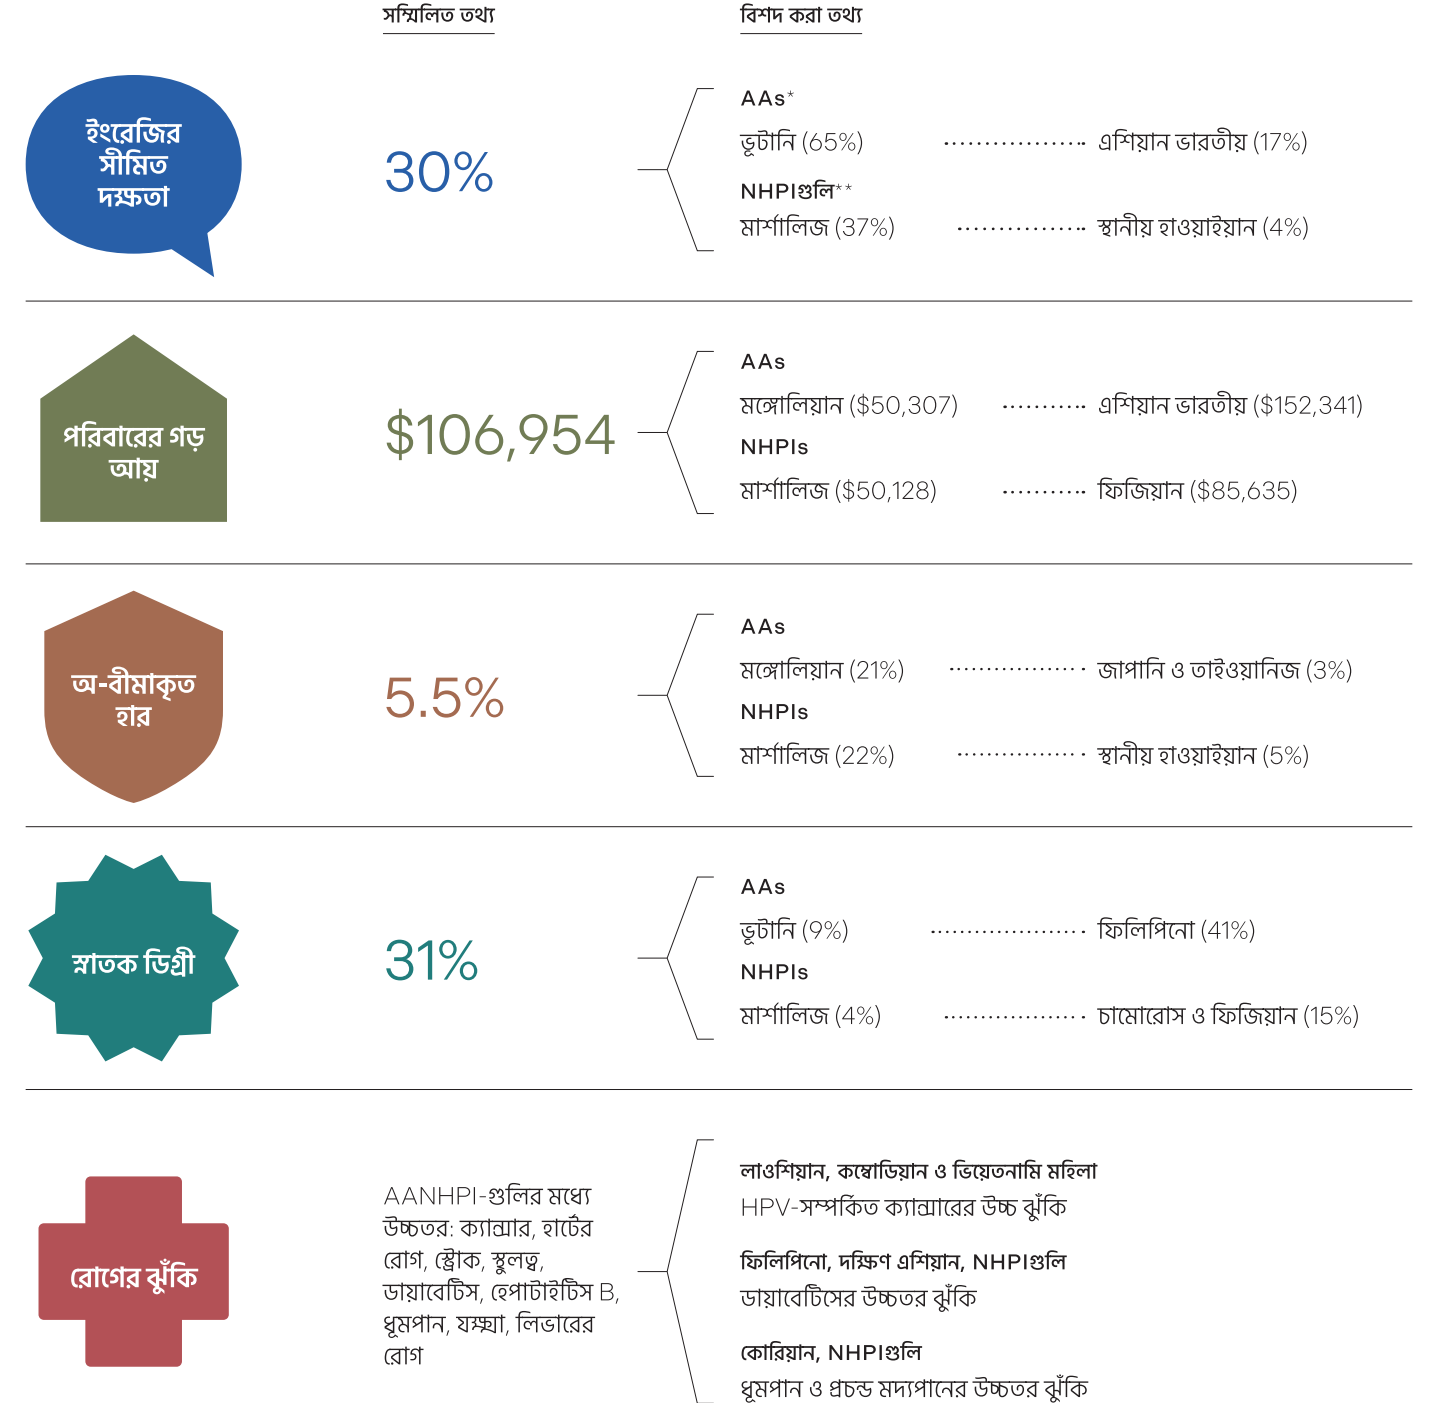 সম্মিলিত তথ্য
বিশদ করা তথ্য
ইংরেজির
সীমিত
দক্ষতা
30%
AAs*
ভূটানি (65%) এশিয়ান ভারতীয় (17%)
NHPIগুলি**
মার্শালিজ (37%) স্থানীয় হাওয়াইয়ান (4%)
পরিবারের গড়
আয়
$106,954
AAs
মঙ্গোলিয়ান ($50,307) এশিয়ান ভারতীয় ($152,341)
NHPIs
মার্শালিজ ($50,128) ফিজিয়ান ($85,635)
অ-বীমাকৃত
হার
5.5%
AAs
মঙ্গোলিয়ান (21%) জাপানি ও তাইওয়ানিজ (3%)
NHPIs
মার্শালিজ (22%) স্থানীয় হাওয়াইয়ান (5%)
স্নাতক ডিগ্রী
31%
AAs
ভূটানি (9%) ফিলিপিনো (41%)
NHPIs
মার্শালিজ (4%) চামোরোস ও ফিজিয়ান (15%)
রোগের ঝুঁকি
AANHPI-গুলির মধ্যে
উচ্চতর: ক্যান্সার, হার্টের
রোগ, স্ট্রোক, স্থুলত্ব,
ডায়াবেটিস, হেপাটাইটিস B,
ধূমপান, যক্ষ্মা, লিভারের
রোগ
লাওশিয়ান, কম্বোডিয়ান ও ভিয়েতনামি মহিলা
HPV-সম্পর্কিত ক্যান্সারের উচ্চ ঝুঁকি
ফিলিপিনো, দক্ষিণ এশিয়ান, NHPIগুলি
ডায়াবেটিসের উচ্চতর ঝুঁকি
কোরিয়ান, NHPIগুলি
ধূমপান ও প্রচন্ড মদ্যপানের উচ্চতর ঝুঁকি